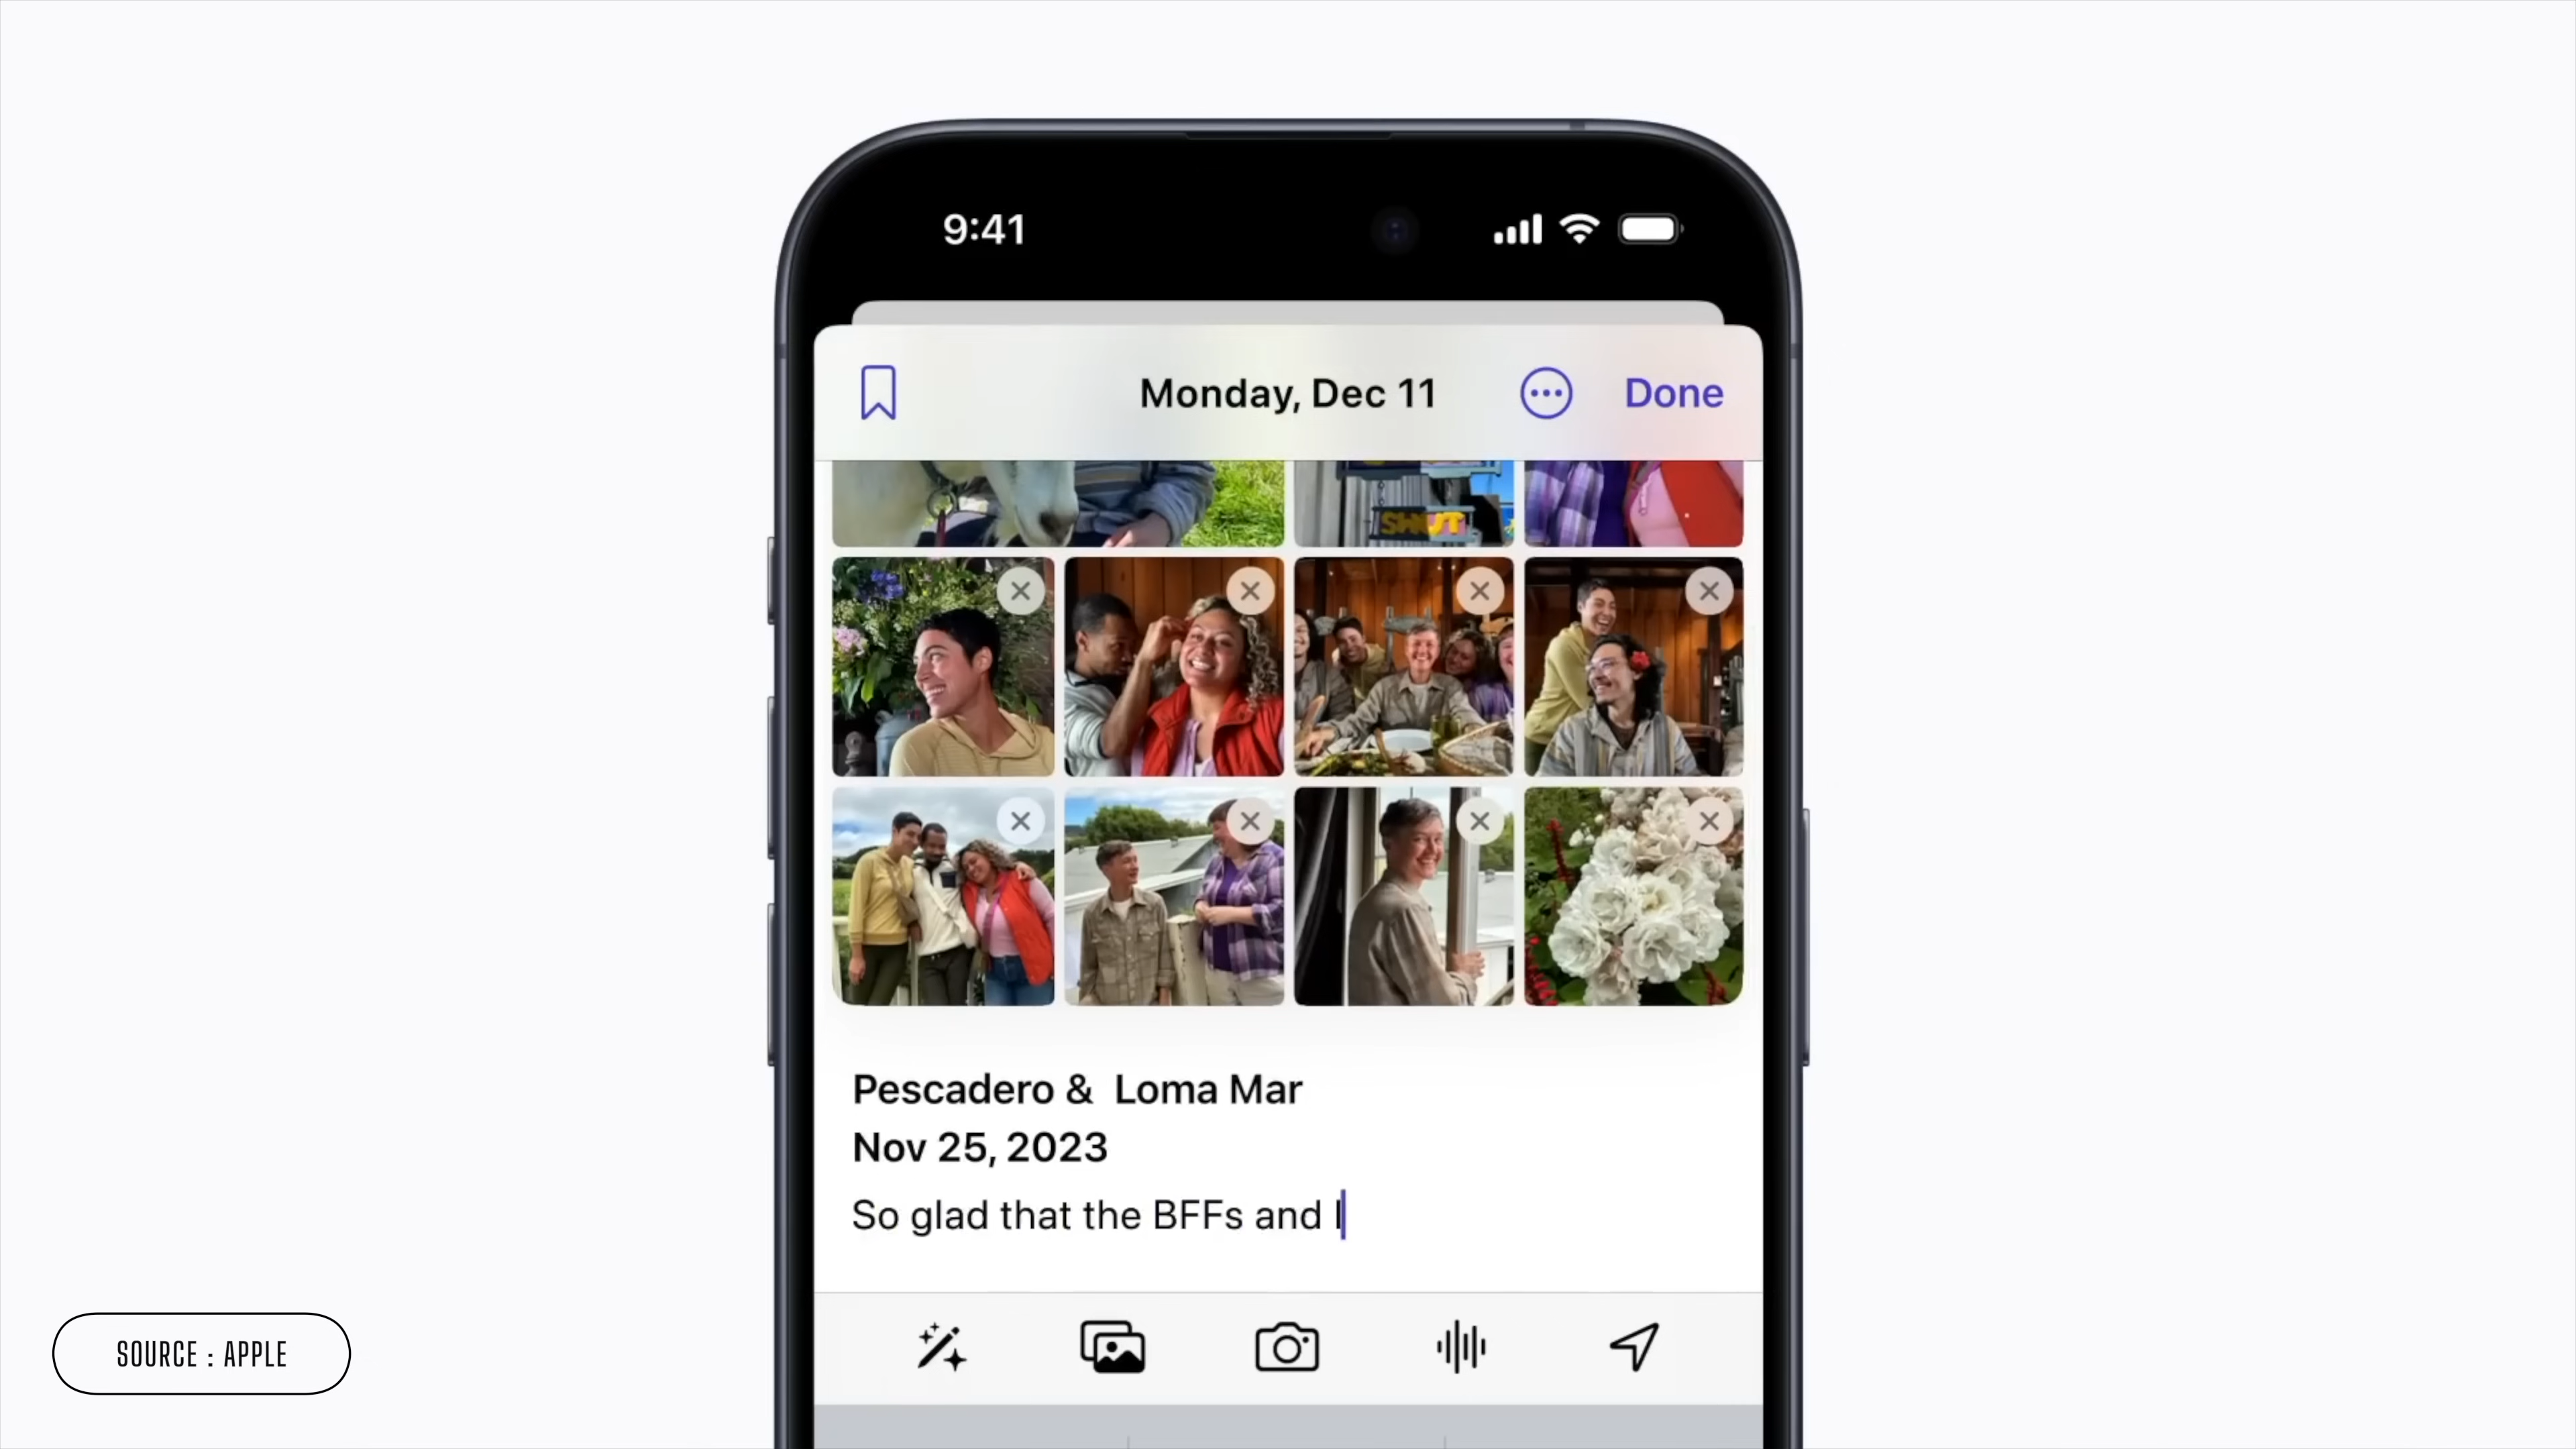 9:41
Monday, Dec 11
Done
Pescadero &  Loma Mar
Nov 25, 2023
So glad that the BFFs and I
SOURCE : APPLE